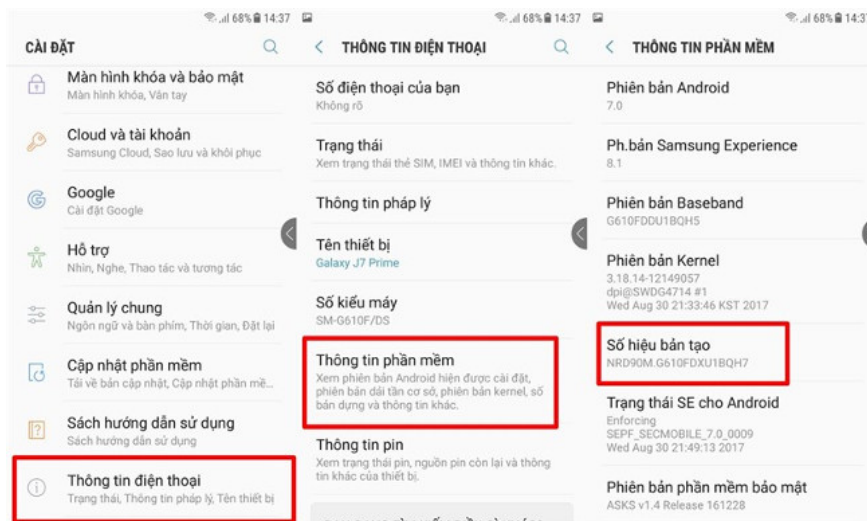 68% 14:37
CÀI ĐẶT
Màn hình khóa và bảo mật
Màn hình khóa, Vân tay
Cloud và tài khoản
Samsung Cloud, Sao lưu và khôi phục
Google
Cài đặt Google
Hỗ trợ
Nhìn, Nghe, Thao tác và tương tác
Quản lý chung
Ngôn ngữ và bàn phím, Thời gian, Đặt lại
Cập nhật phần mềm
Tải về bản cập nhật, Cập nhật phần mề...
Sách hướng dẫn sử dụng
Sách hướng dẫn sử dụng
Thông tin điện thoại
Trạng thái, Thông tin pháp lý, Tên thiết bị
68% 14:37
THÔNG TIN ĐIỆN THOẠI
Số điện thoại của bạn
Không rõ
Trạng thái
Xem trạng thái thẻ SIM, IMEI và thông tin khác.
Thông tin pháp lý
Tên thiết bị
Galaxy J7 Prime
Số kiểu máy
SM-G610F/DS
Thông tin phần mềm
Xem phiên bản Android hiện được cài đặt,
phiên bản dải tần cơ sở, phiên bản kernel, số
bản dựng và thông tin khác.
Thông tin pin
Xem trạng thái pin, nguồn pin còn lại và thông
tin khác của thiết bị.
68% 14:37
THÔNG TIN PHẦN MỀM
Phiên bản Android
7.0
Ph.bản Samsung Experience
8.1
Phiên bản Baseband
G610FDDU1BQH5
Phiên bản Kernel
3.18.14-12149057
dpi@SWDG4714 #1
Wed Aug 30 21:33:46 KST 2017
Số hiệu bản tạo
NRD90M.G610FDXU1BQH7
Trạng thái SE cho Android
Enforcing
SEPF_SECMOBILE_7.0_0009
Wed Aug 30 21:49:13 2017
Phiên bản phần mềm bảo mật
ASKS v1.4 Release 161228